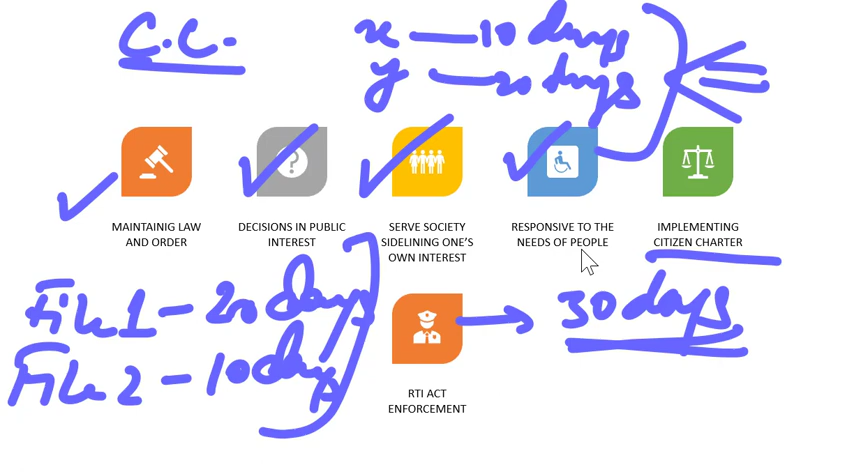 C.C.
x — 10 days
y — 20 days
MAINTAINIG LAW
AND ORDER
DECISIONS IN PUBLIC
INTEREST
SERVE SOCIETY
SIDELINING ONE'S
OWN INTEREST
RESPONSIVE TO THE
NEEDS OF PEOPLE
IMPLEMENTING
CITIZEN CHARTER
File 1 – 20 days
File 2 – 10 days
30 days
RTI ACT
ENFORCEMENT